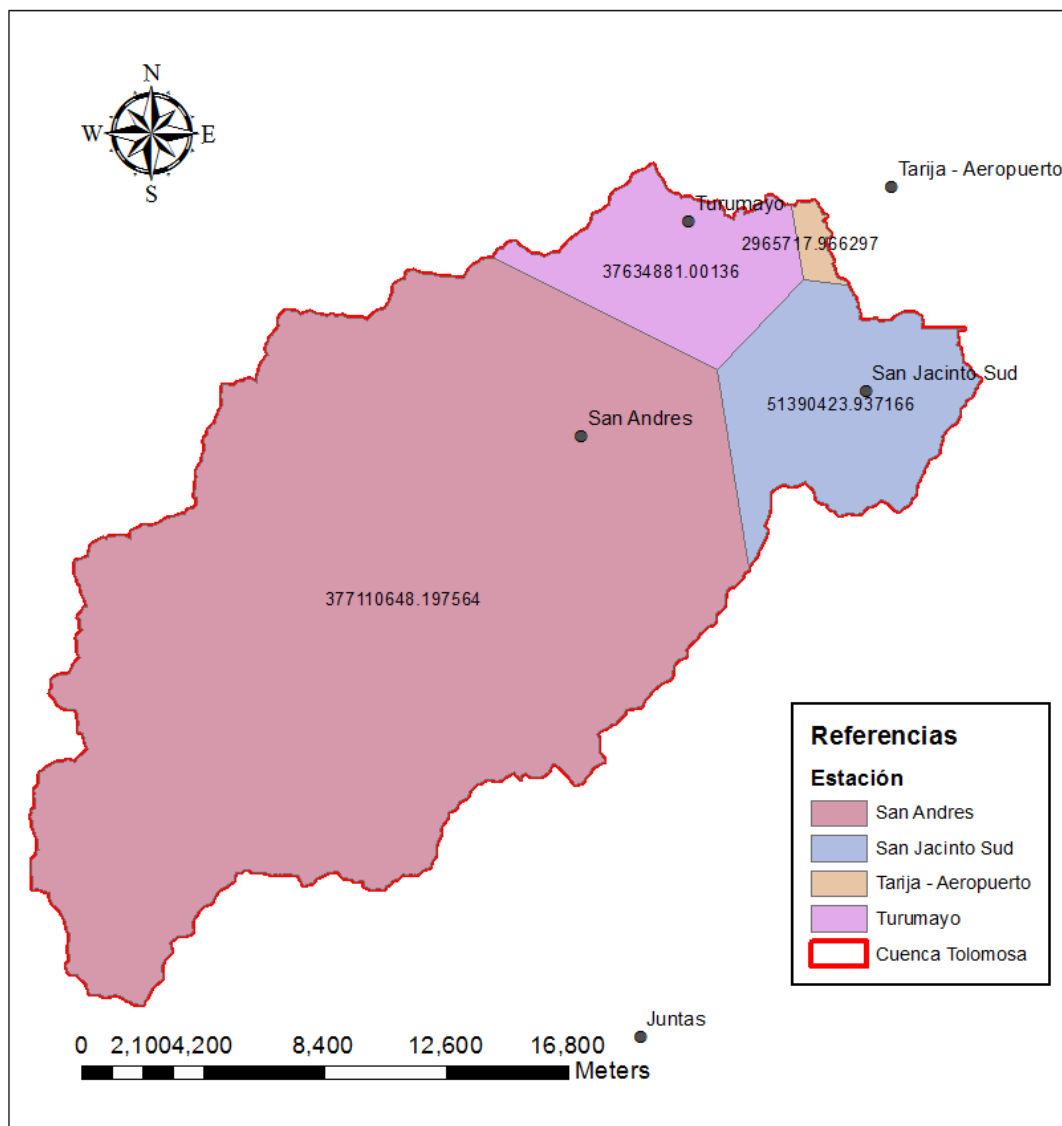 N
W E
S
Tarija - Aeropuerto
Turumayo
2965717.966297
37634881.00136
San Jacinto Sud
51390423.937166
San Andres
377110648.197564
Referencias
Estación
San Andres
San Jacinto Sud
Tarija - Aeropuerto
Turumayo
Cuenca Tolomosa
Juntas
0 2,1004,200 8,400 12,600 16,800
Meters